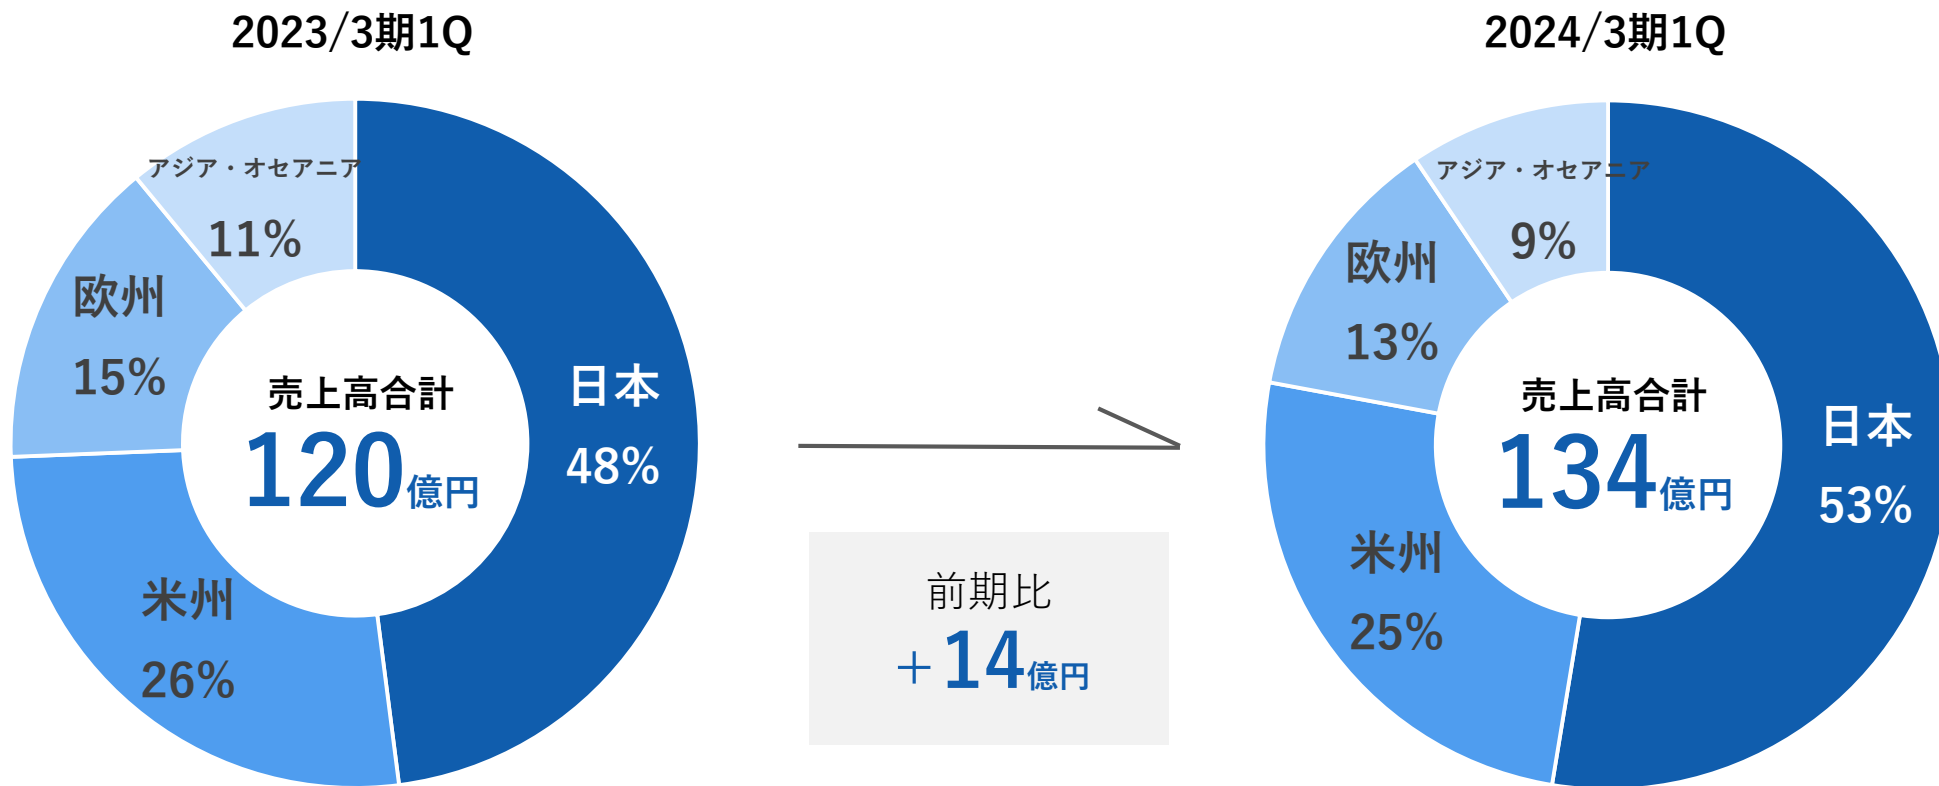 2023/3期1Q
アジア・オセアニア
11%
欧州
15%
売上高合計
120億円
日本
48%
米州
26%
前期比
+14億円
2024/3期1Q
アジア・オセアニア
9%
欧州
13%
売上高合計
134億円
日本
53%
米州
25%